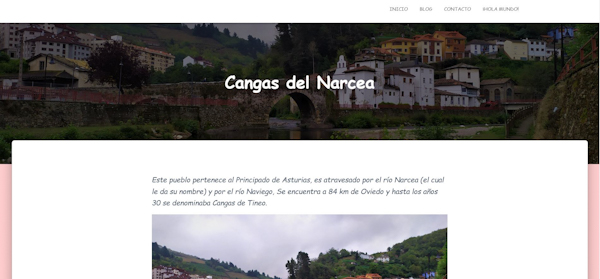 INICIO BLOG CONTACTO ¡HOLA MUNDO!
Cangas del Narcea
Este pueblo pertenece al Principado de Asturias, es atravesado por el río Narcea (el cual
le da su nombre) y por el río Naviego, Se encuentra a 84 km de Oviedo y hasta los años
30 se denominaba Cangas de Tineo.